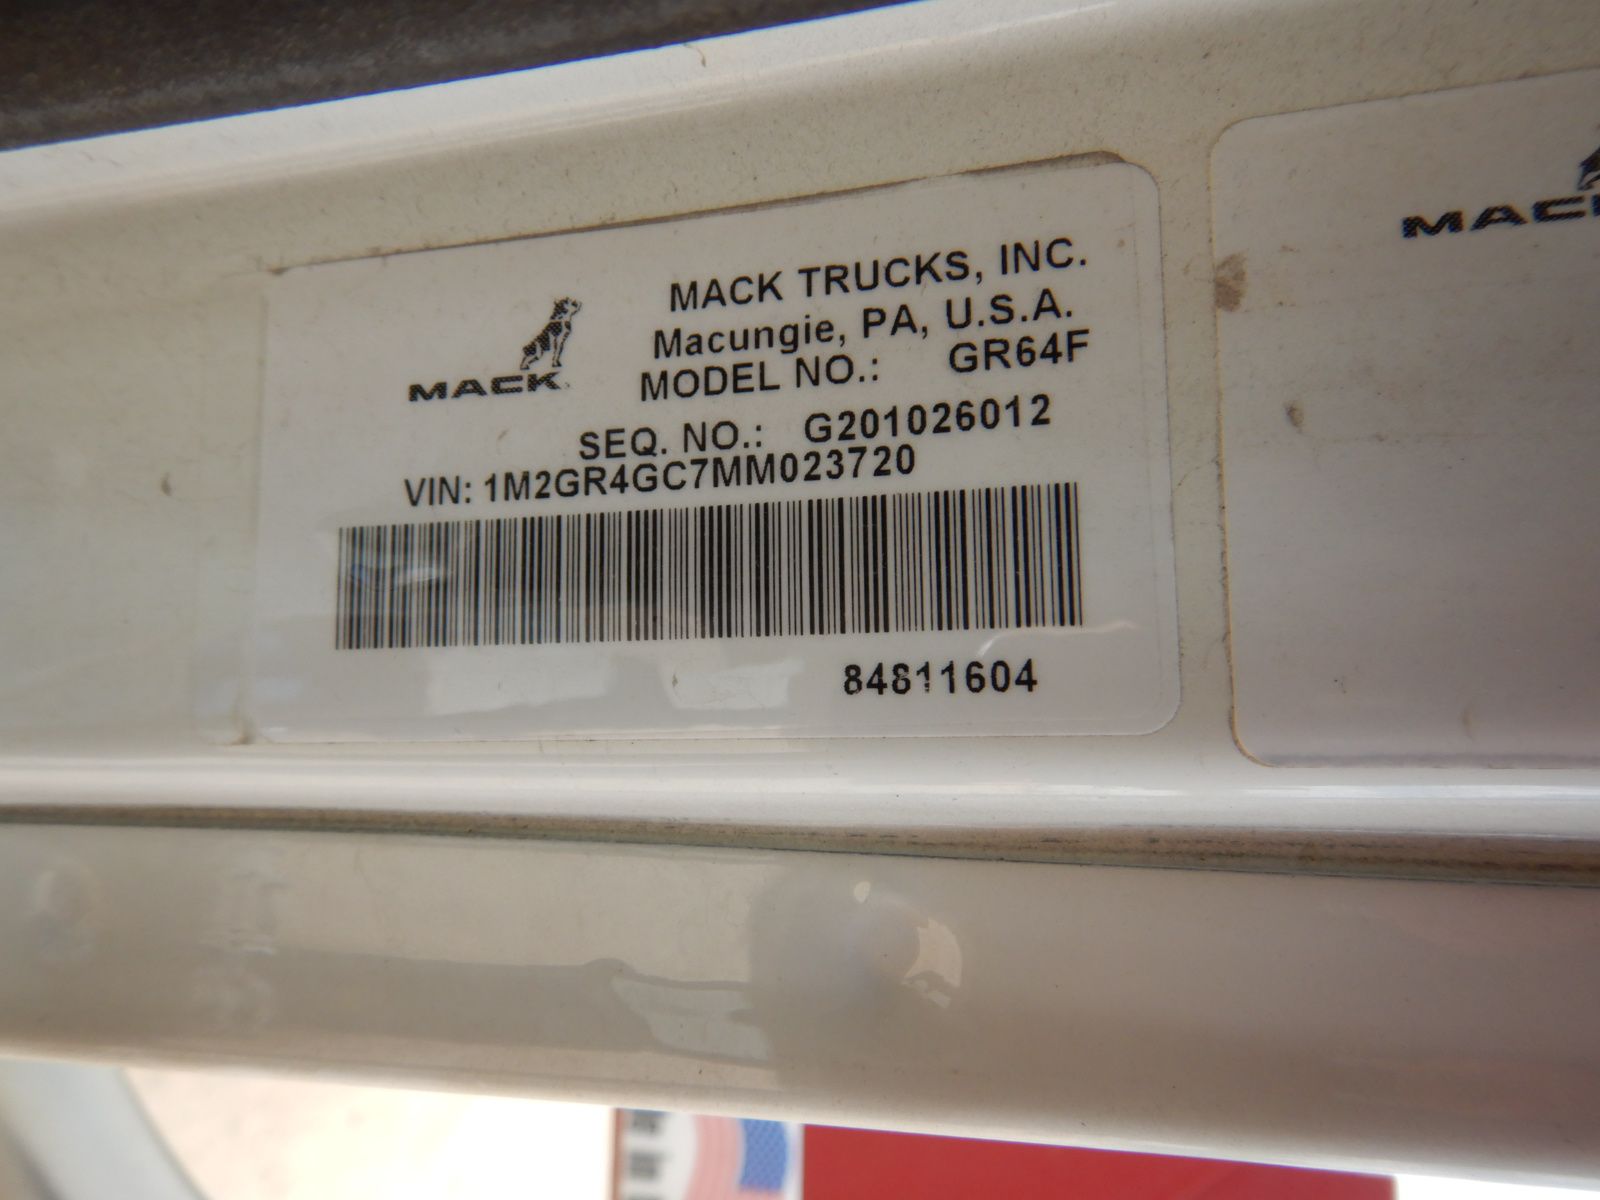 MACK
MACK TRUCKS, INC.
Macungie, PA, U.S.A.
MODEL NO.: GR64F
SEQ. NO.: G201026012
VIN: 1M2GR4GC7MM023720
84811604
MACK